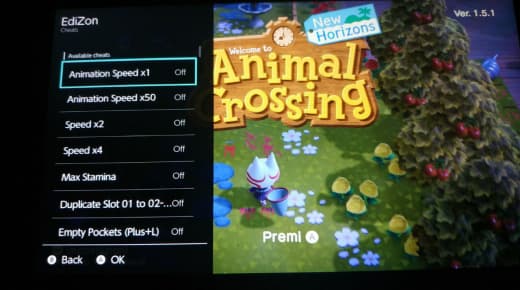 EdiZon
Cheats
Available cheats
Animation Speed x1 Off
Animation Speed x50 Off
Speed x2 Off
Speed x4 Off
Max Stamina Off
Duplicate Slot 01 to 02-... Off
Empty Pockets (Plus+L) Off
B Back A OK
Ver. 1.5.1
New
Horizons
Welcome to
Animal
Crossing
Premi A